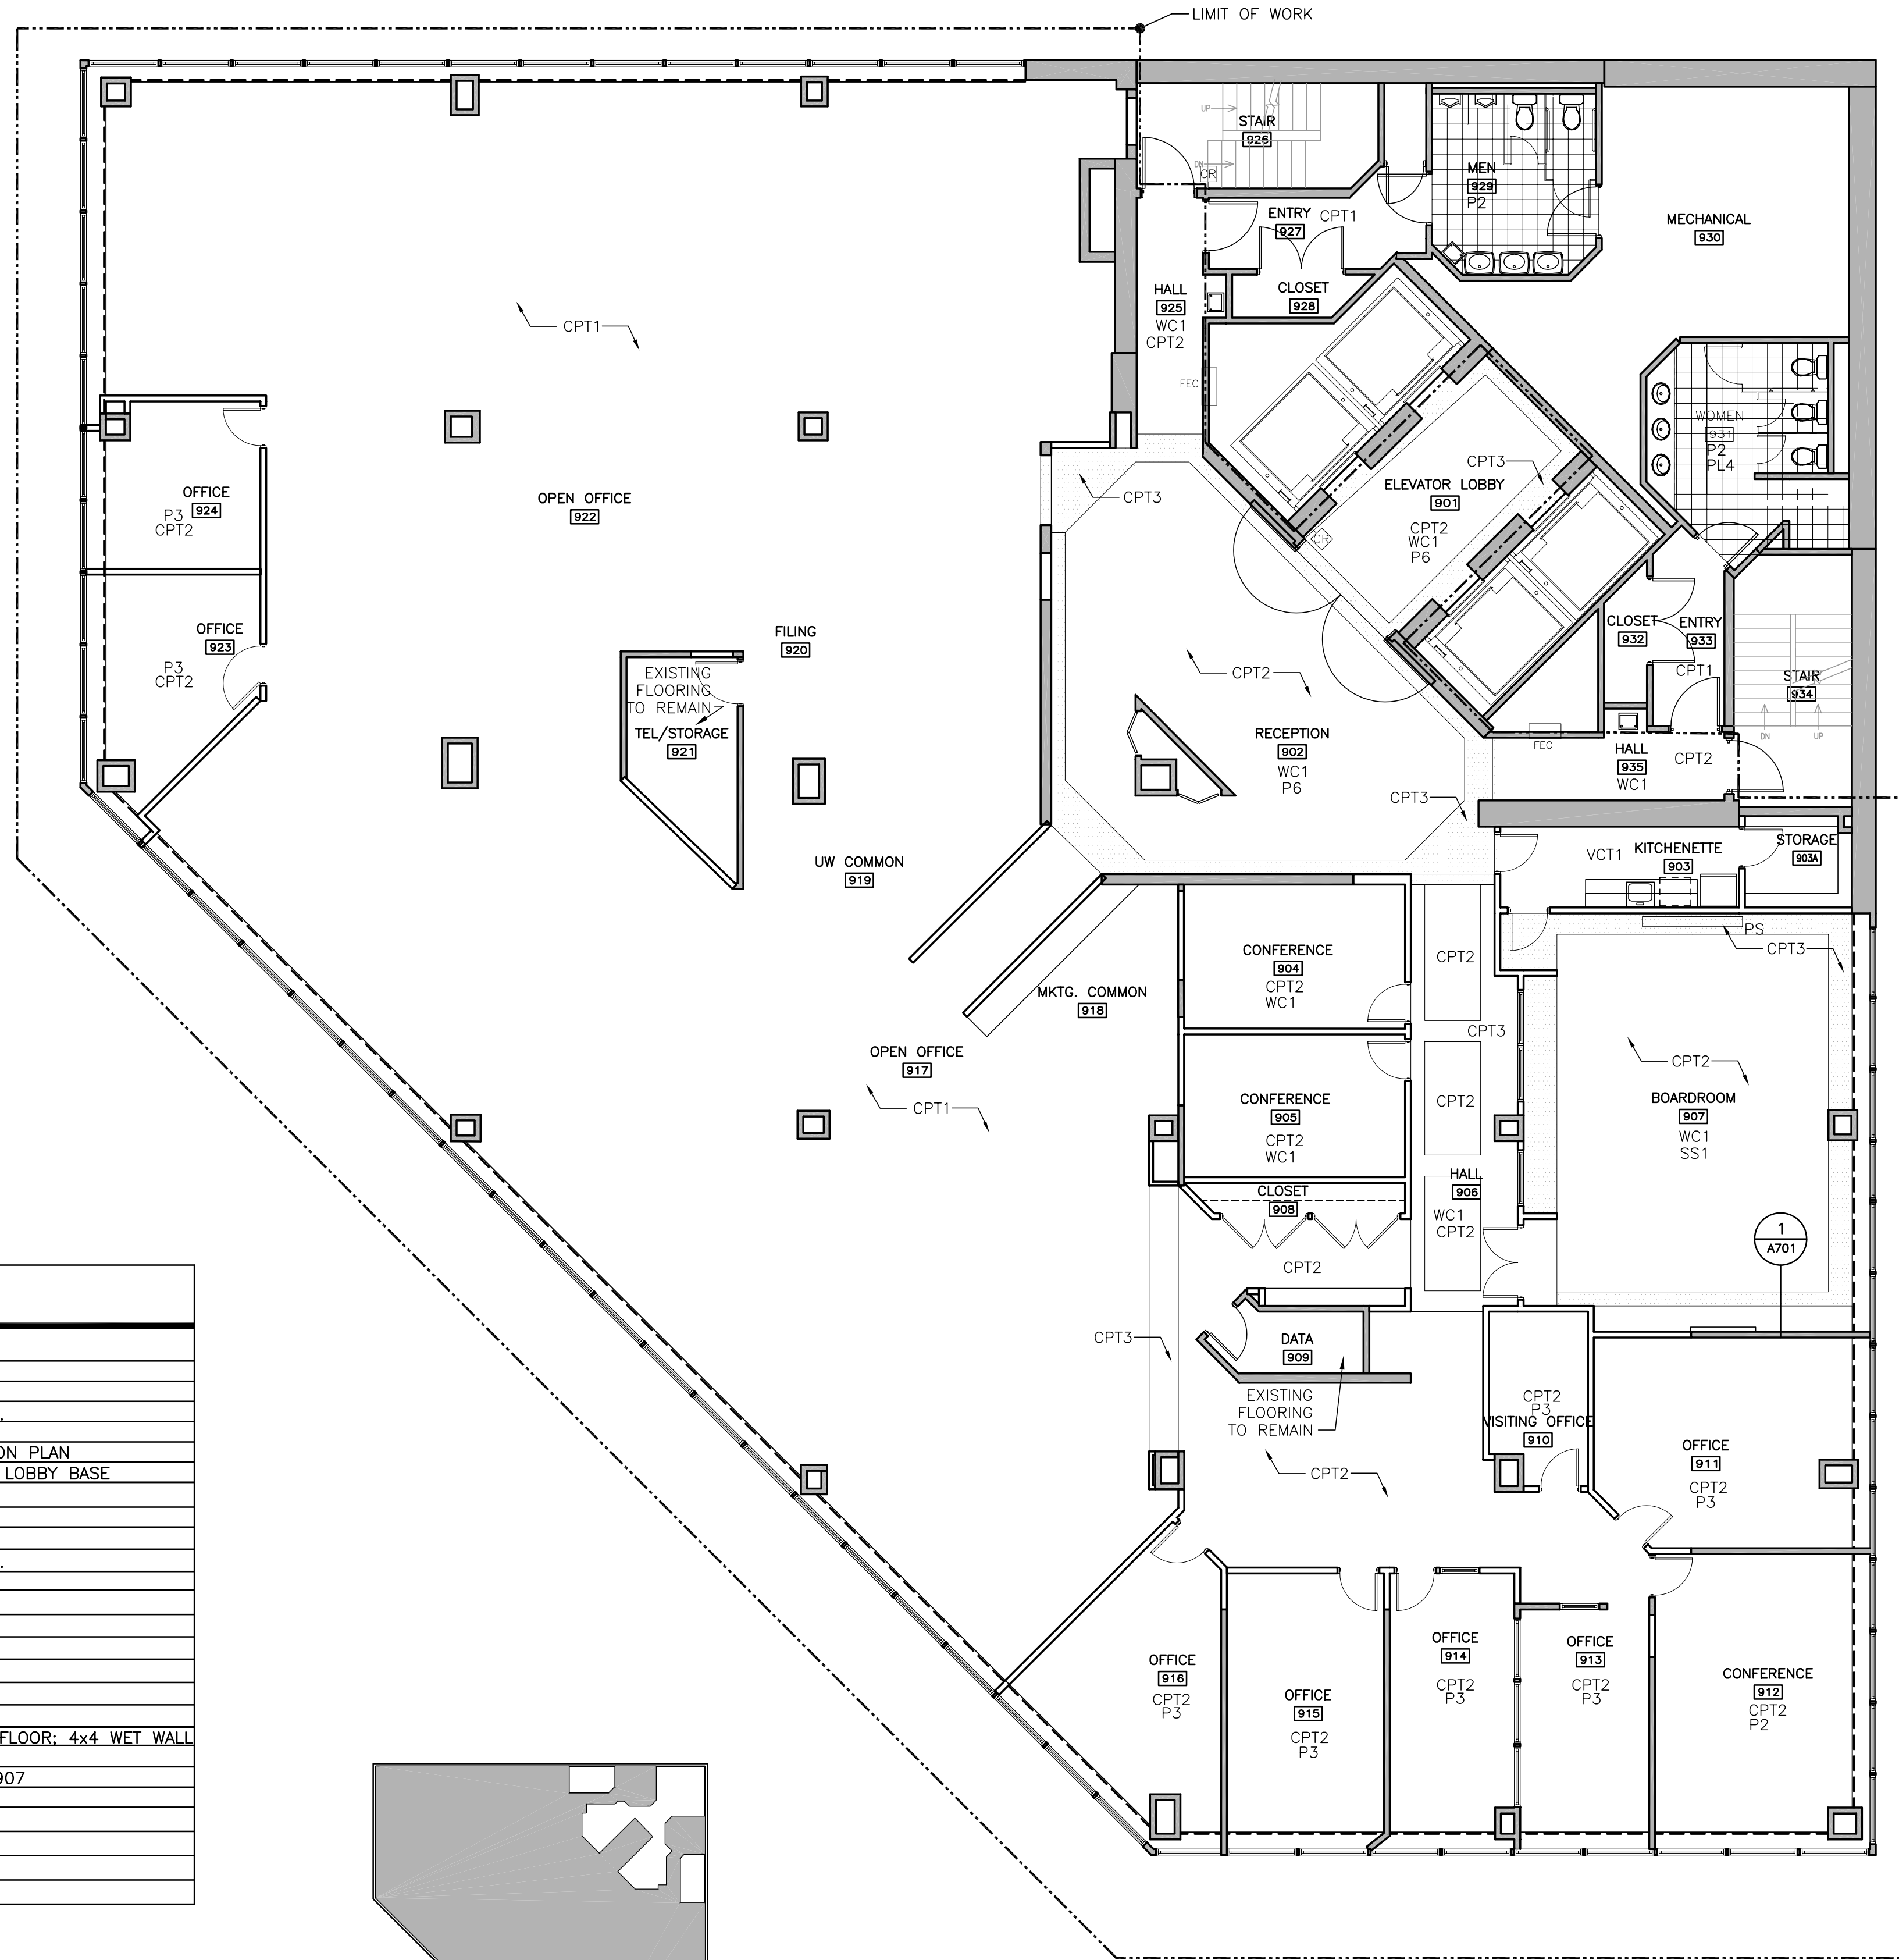 LIMIT OF WORK
UP
STAIR
926
DN
CR
MEN
929
P2
MECHANICAL
930
ENTRY
927
CPT1
CLOSET
928
HALL
925
WC1
CPT2
FEC
CPT1
WOMEN
931
P2
PL4
CPT3
ELEVATOR LOBBY
901
CPT2
WC1
P6
CPT3
CR
OFFICE
924
P3
CPT2
OPEN OFFICE
922
OFFICE
923
P3
CPT2
FILING
920
EXISTING
FLOORING
TO REMAIN
TEL/STORAGE
921
CPT2
RECEPTION
902
WC1
P6
CLOSET
932
ENTRY
933
CPT1
STAIR
934
DN
UP
FEC
HALL
935
WC1
CPT2
CPT3
UW COMMON
919
VCT1
KITCHENETTE
903
STORAGE
903A
PS
CPT3
CONFERENCE
904
CPT2
WC1
CPT2
MKTG. COMMON
918
CPT3
OPEN OFFICE
917
CPT1
CONFERENCE
905
CPT2
WC1
CPT2
CPT2
BOARDROOM
907
WC1
SS1
CLOSET
908
HALL
906
WC1
CPT2
CPT2
1
A701
CPT3
DATA
909
EXISTING
FLOORING
TO REMAIN
CPT2
P3
VISITING OFFICE
910
OFFICE
911
CPT2
P3
CPT2
OFFICE
916
CPT2
P3
OFFICE
915
CPT2
P3
OFFICE
914
CPT2
P3
OFFICE
913
CPT2
P3
CONFERENCE
912
CPT2
P2
ON PLAN
LOBBY BASE
FLOOR; 4x4 WET WALL
907